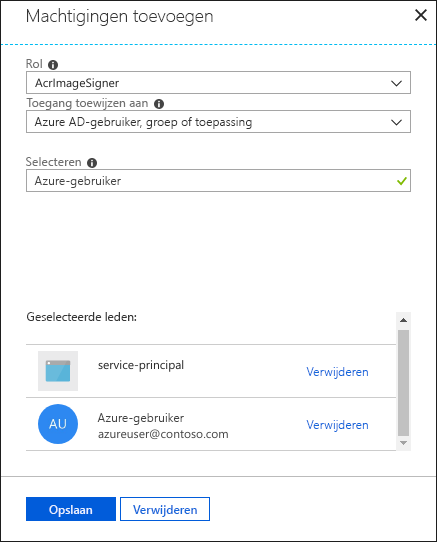 Machtigingen toevoegen
Rol
AcrImageSigner
Toegang toewijzen aan
Azure AD-gebruiker, groep of toepassing
Selecteren
Azure-gebruiker
Geselecteerde leden:
service-principal
Verwijderen
AU
Azure-gebruiker
azureuser@contoso.com
Verwijderen
Opslaan
Verwijderen